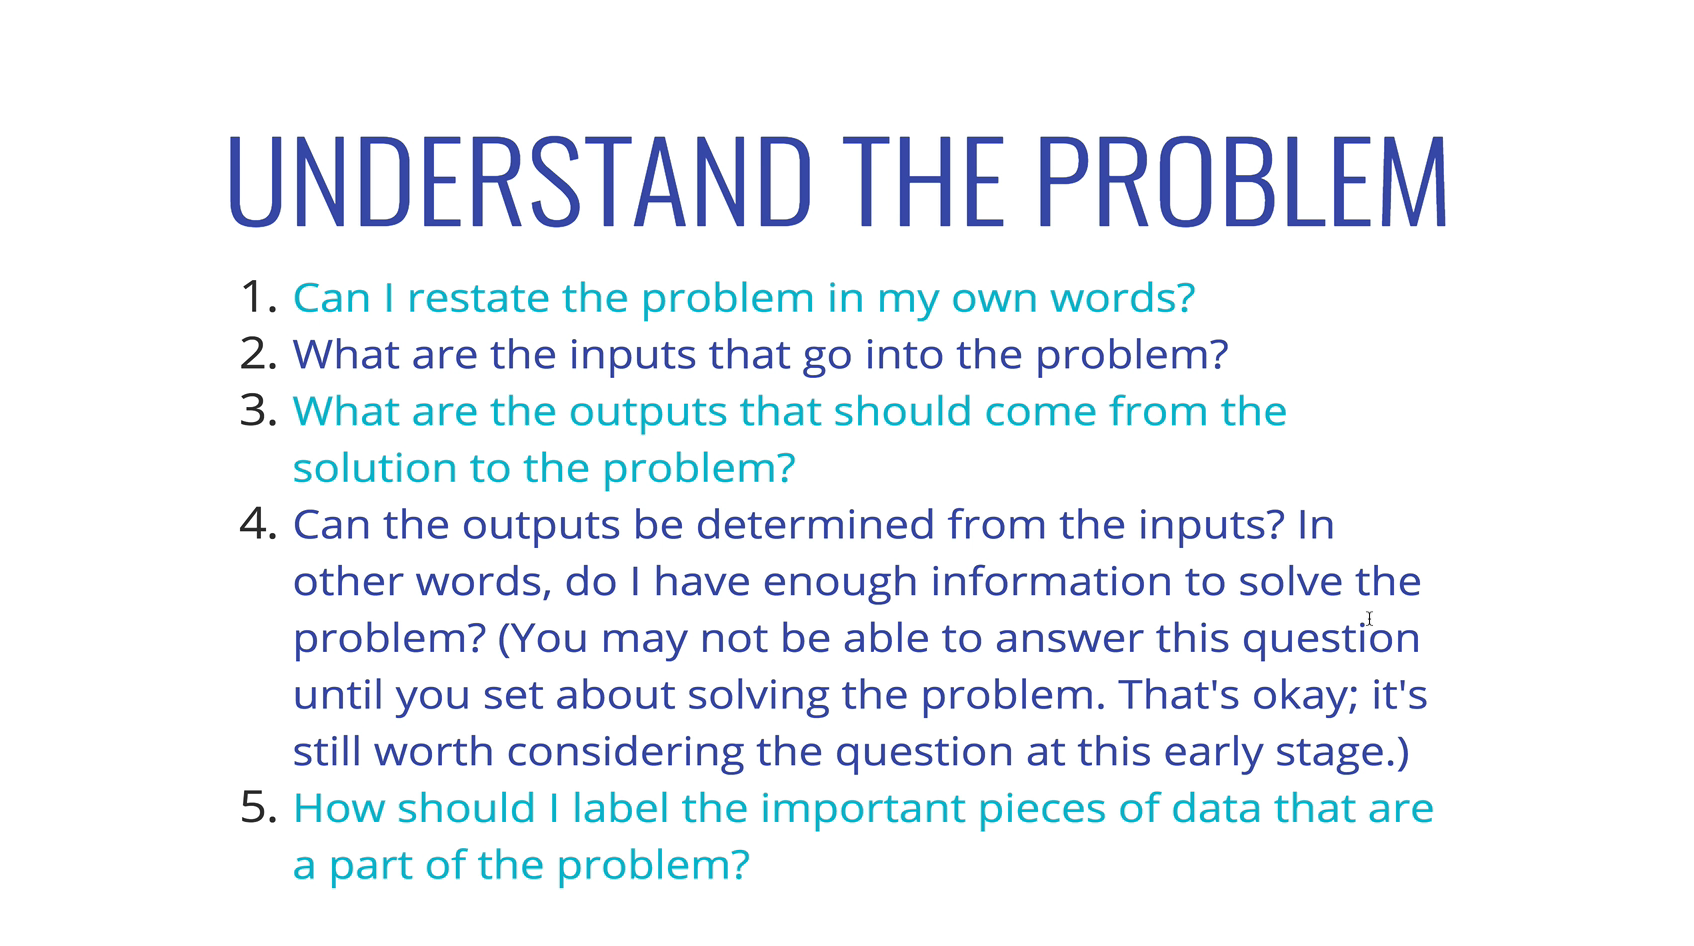 UNDERSTAND THE PROBLEM
1. Can I restate the problem in my own words?
2. What are the inputs that go into the problem?
3. What are the outputs that should come from the
solution to the problem?
4. Can the outputs be determined from the inputs? In
other words, do I have enough information to solve the
problem? (You may not be able to answer this question
until you set about solving the problem. That's okay; it's
still worth considering the question at this early stage.)
5. How should I label the important pieces of data that are
a part of the problem?